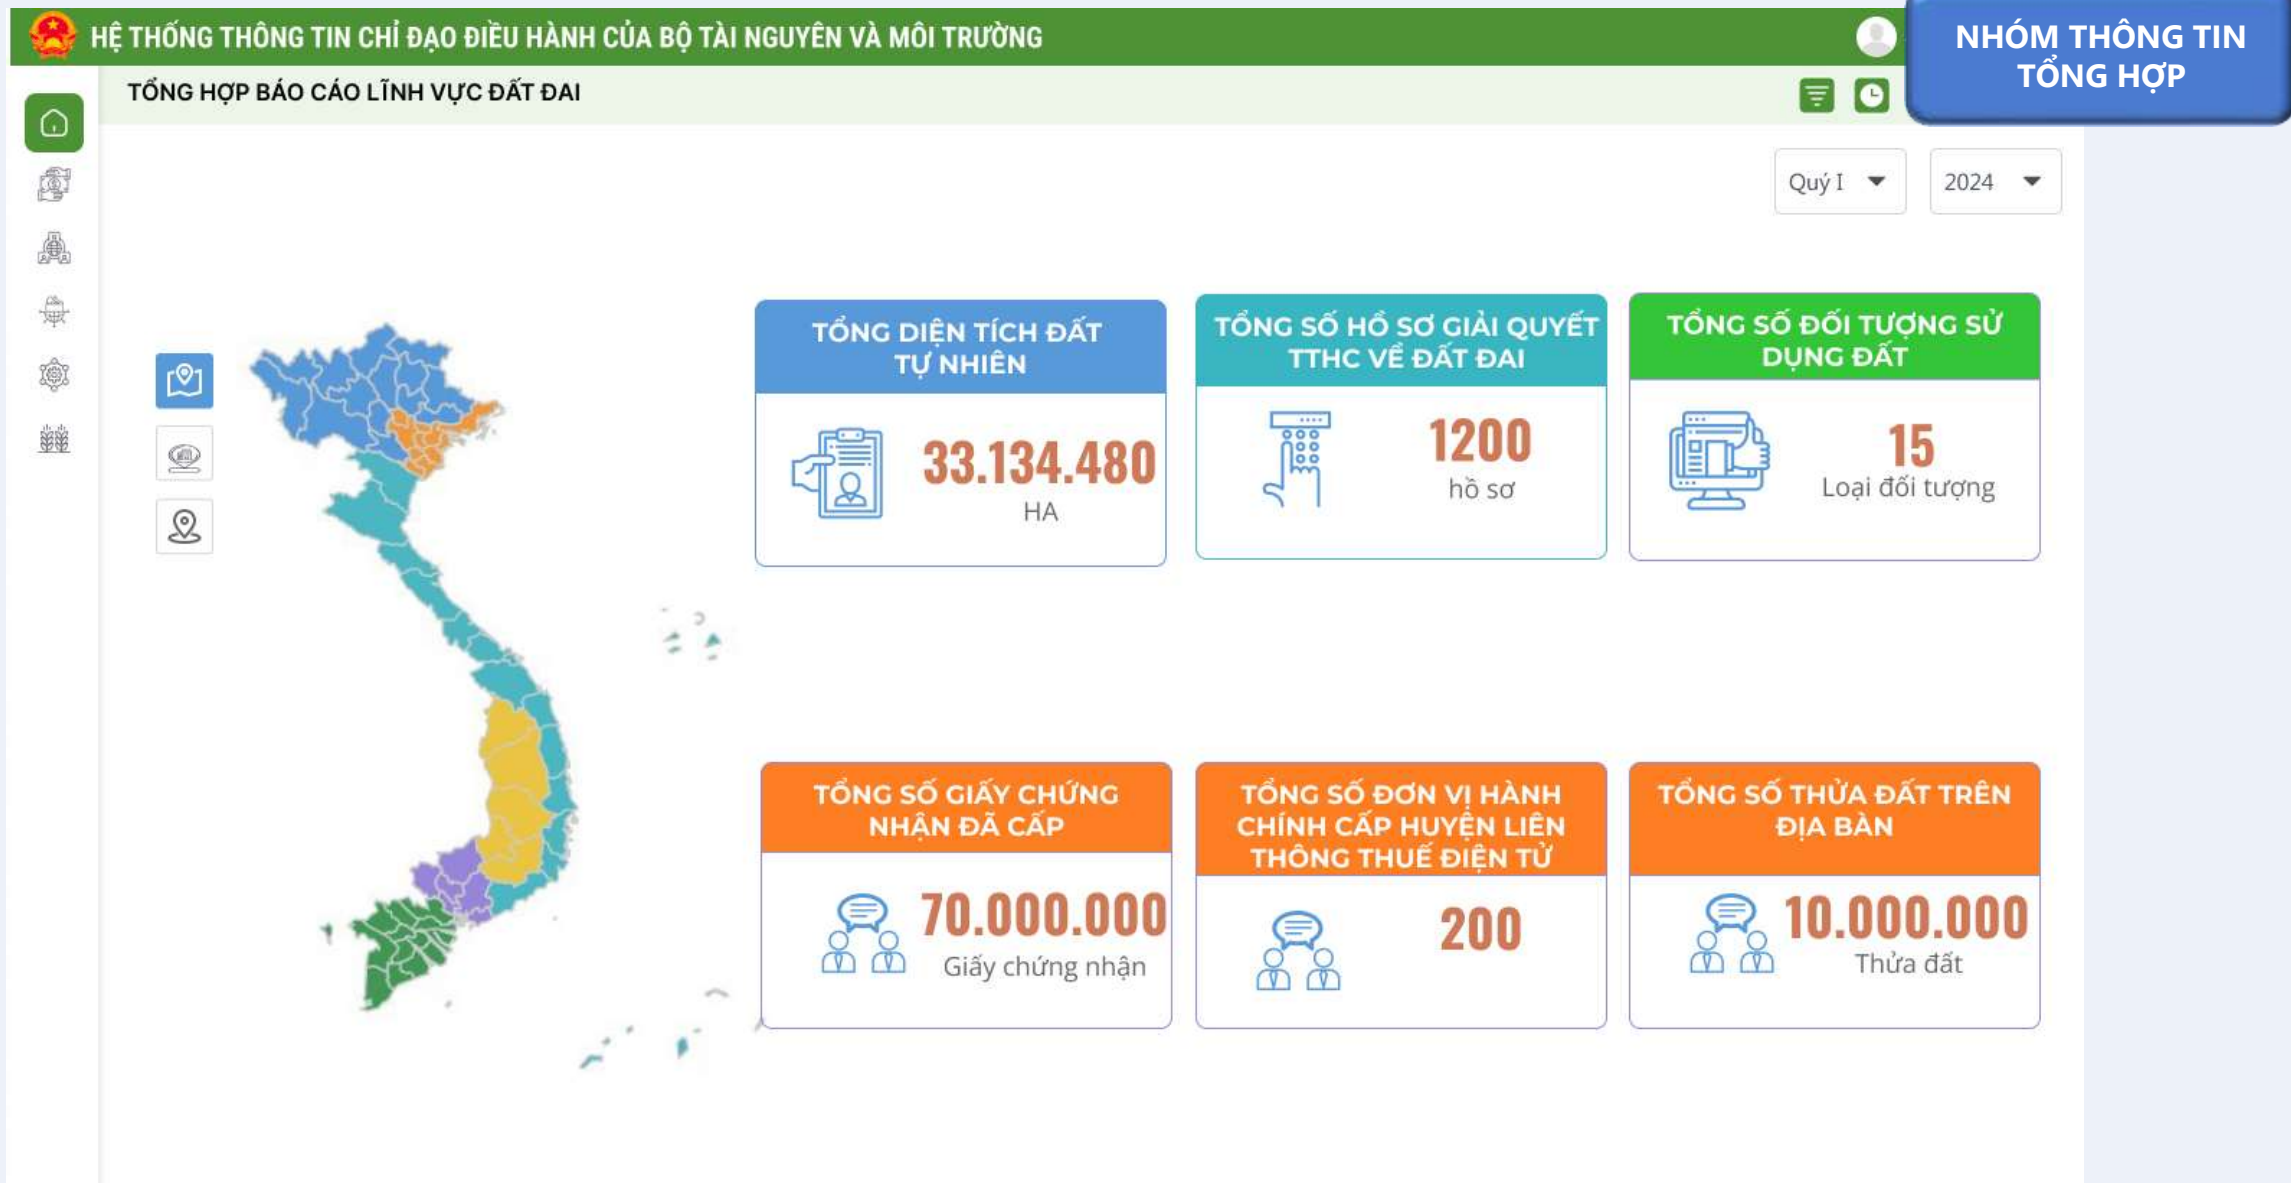 HỆ THỐNG THÔNG TIN CHỈ ĐẠO ĐIỀU HÀNH CỦA BỘ TÀI NGUYÊN VÀ MÔI TRƯỜNG
NHÓM THÔNG TIN
TỔNG HỢP
TỔNG HỢP BÁO CÁO LĨNH VỰC ĐẤT ĐAI
Quý I
2024
TỔNG DIỆN TÍCH ĐẤT
TỰ NHIÊN
33.134.480
HA
TỔNG SỐ HỒ SƠ GIẢI QUYẾT
TTHC VỀ ĐẤT ĐAI
1200
hồ sơ
TỔNG SỐ ĐỐI TƯỢNG SỬ
DỤNG ĐẤT
15
Loại đối tượng
TỔNG SỐ GIẤY CHỨNG
NHẬN ĐÃ CẤP
70.000.000
Giấy chứng nhận
TỔNG SỐ ĐƠN VỊ HÀNH
CHÍNH CẤP HUYỆN LIÊN
THÔNG THUẾ ĐIỆN TỬ
200
TỔNG SỐ THỬA ĐẤT TRÊN
ĐỊA BÀN
10.000.000
Thửa đất